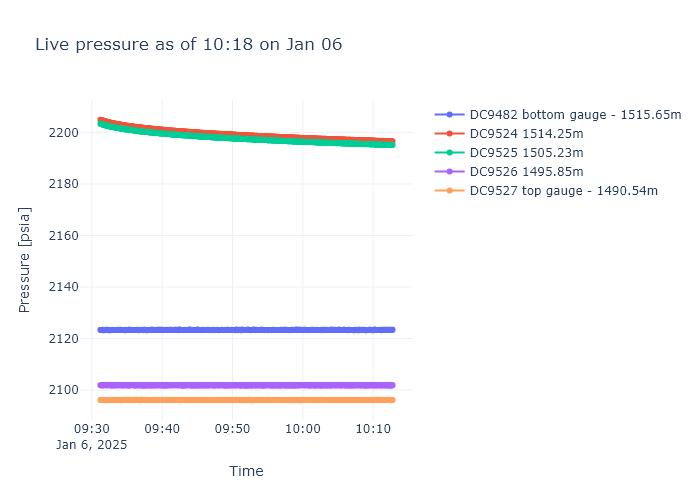 Live pressure as of 10:18 on Jan 06
DC9482 bottom gauge - 1515.65m
DC9524 1514.25m
DC9525 1505.23m
DC9526 1495.85m
DC9527 top gauge - 1490.54m
Pressure [psia]
2200
2180
2160
2140
2120
2100
09:30 09:40 09:50 10:00 10:10
Jan 6, 2025
Time